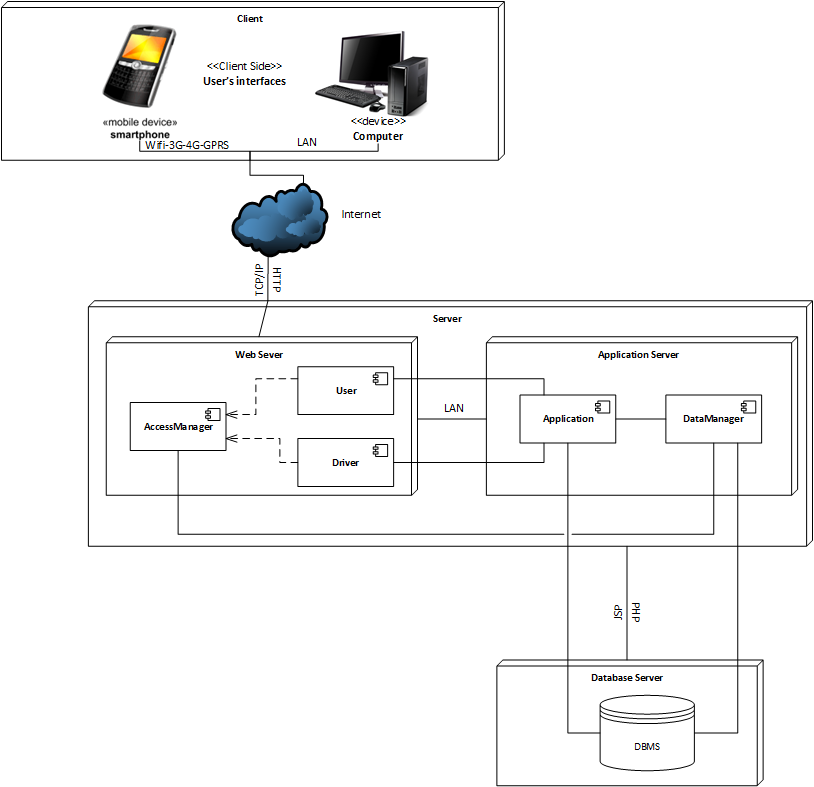 Client
<<Client Side>>
User's interfaces
«mobile device»
smartphone
<<device>>
Computer
Wifi-3G-4G-GPRS
LAN
Internet
TCP/IP
HTTP
Server
Web Sever
Application Server
User
AccessManager
Driver
LAN
Application
DataManager
JSP
PHP
Database Server
DBMS